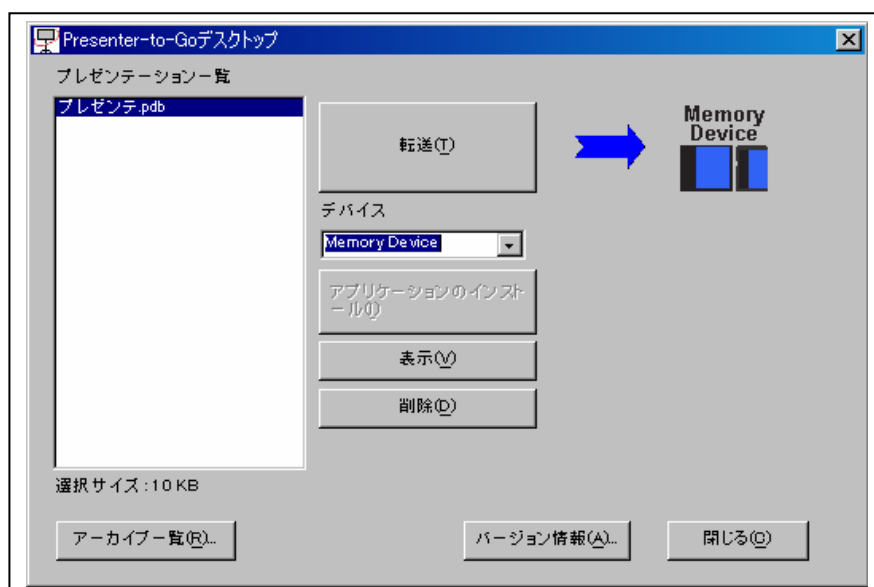 Presenter-to-Goデスクトップ
プレゼンテーション一覧
プレゼンテ.pdb
転送(T)
Memory
Device
デバイス
Memory Device
アプリケーションのインスト
ール(I)
表示(V)
削除(D)
選択サイズ:10 KB
アーカイブ一覧(R)...
バージョン情報(A)...
閉じる(C)